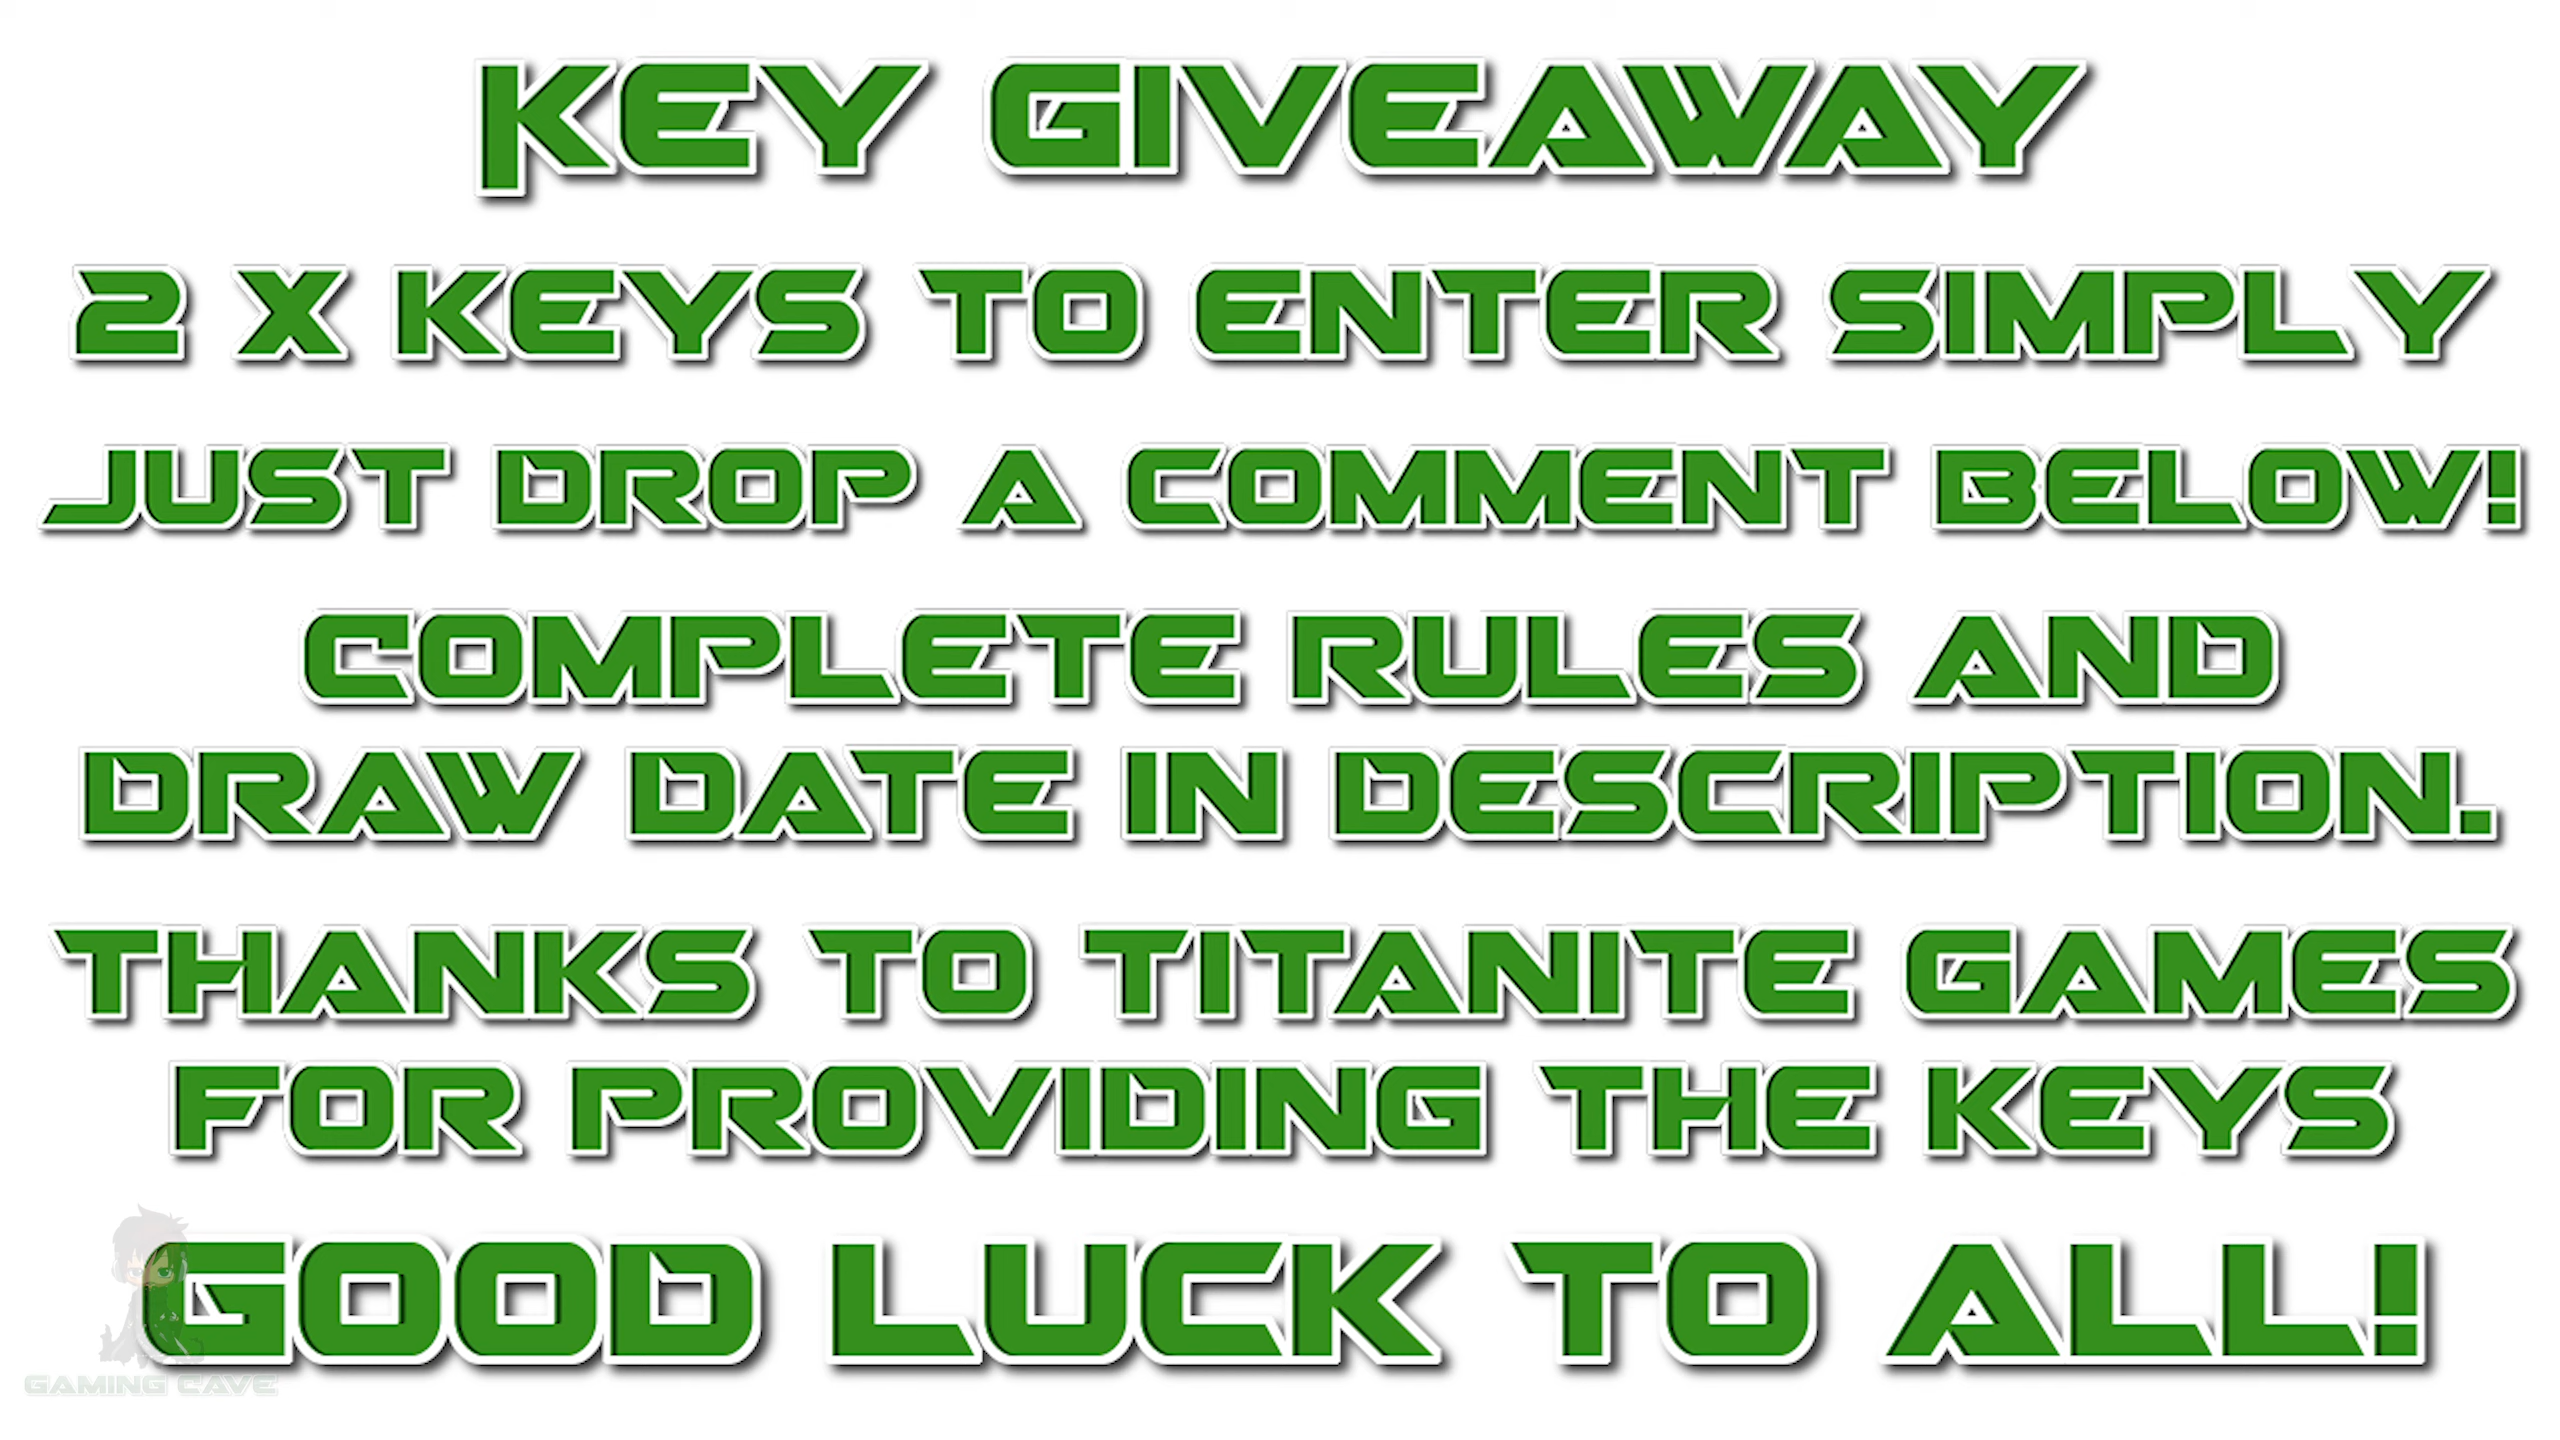 KEY GIVEAWAY
2 X KEYS TO ENTER SIMPLY
JUST DROP A COMMENT BELOW!
COMPLETE RULES AND
DRAW DATE IN DESCRIPTION.
THANKS TO TITANITE GAMES
FOR PROVIDING THE KEYS
GOOD LUCK TO ALL!
GAMING CAVE